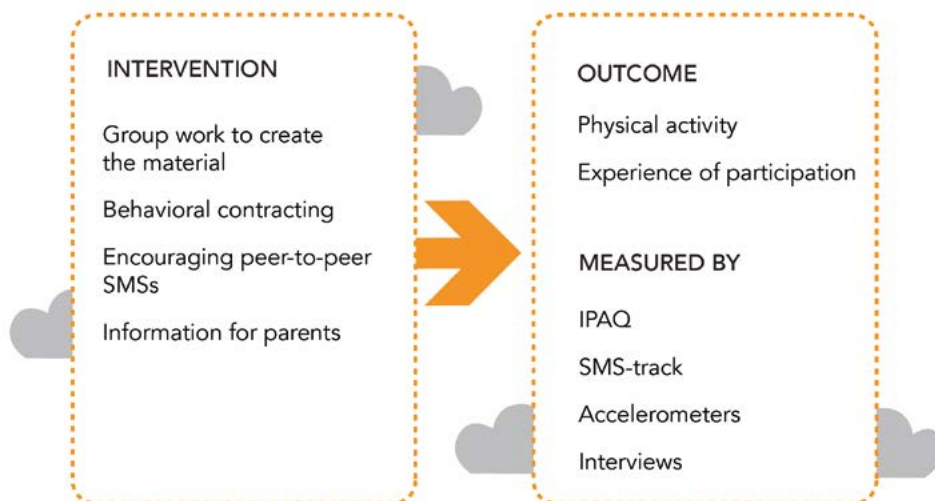 INTERVENTION
Group work to create
the material
Behavioral contracting
Encouraging peer-to-peer
SMSs
Information for parents
OUTCOME
Physical activity
Experience of participation
MEASURED BY
IPAQ
SMS-track
Accelerometers
Interviews